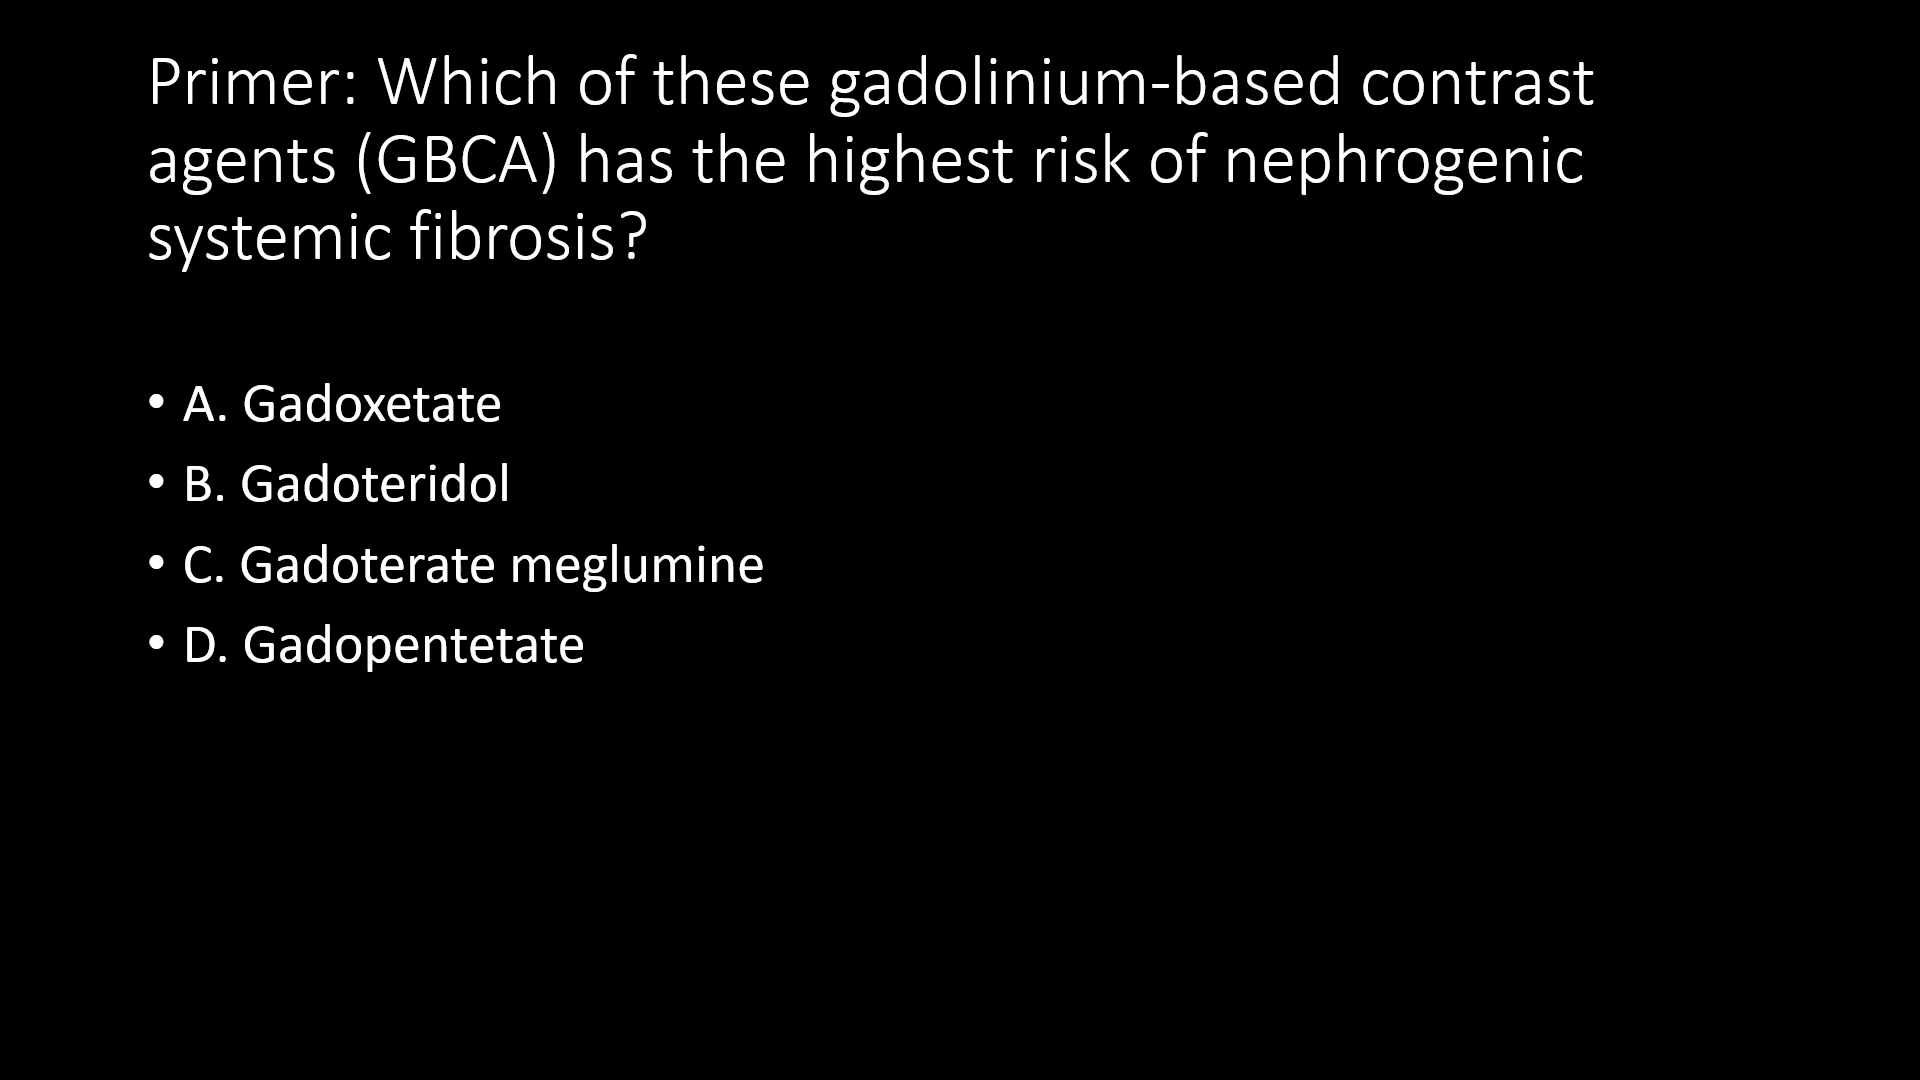 Primer: Which of these gadolinium-based contrast
agents (GBCA) has the highest risk of nephrogenic
systemic fibrosis?
• A. Gadoxetate
• B. Gadoteridol
• C. Gadoterate meglumine
• D. Gadopentetate